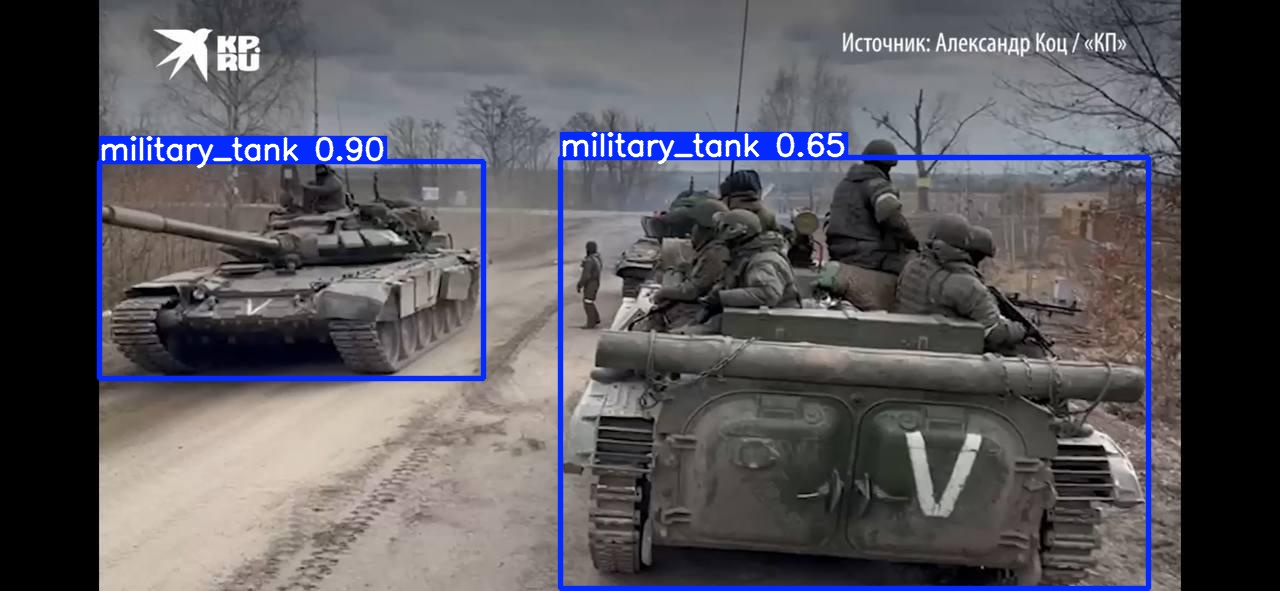 KP.
RU
Источник: Александр Коц / «КП»
military_tank 0.90
military_tank 0.65
V
V